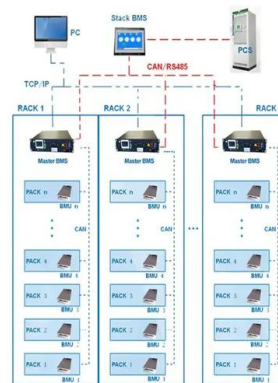 PC
Stack BMS
PCS
CAN/RS485
TCP/IP
RACK 1
RACK 2
RACK
Master BMS
Master BMS
Master BMS
PACK n
BMU n
PACK n
BMU n
PACK n
BMU n
CAN
CAN
CAN
PACK 4
BMU 4
PACK 4
BMU 4
PACK 4
BMU 4
PACK 3
BMU 3
PACK 3
BMU 3
PACK 3
BMU 3
PACK 2
BMU 2
PACK 2
BMU 2
PACK 2
BMU 2
PACK 1
BMU 1
PACK 1
BMU 1
PACK 1
BMU 1